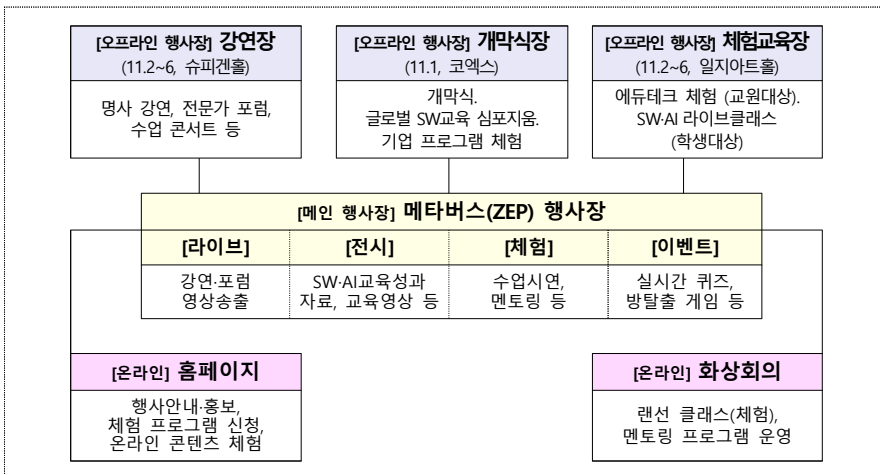 [오프라인 행사장] 강연장
(11.2~6, 슈피겐홀)
명사 강연, 전문가 포럼,
수업 콘서트 등
[오프라인 행사장] 개막식장
(11.1, 코엑스)
개막식.
글로벌 SW교육 심포지움.
기업 프로그램 체험
[오프라인 행사장] 체험교육장
(11.2~6, 일지아트홀)
에듀테크 체험 (교원대상).
SW·AI 라이브클래스
(학생대상)
[메인 행사장] 메타버스(ZEP) 행사장
[라이브]
강연·포럼
영상송출
[전시]
SW·AI교육성과
자료, 교육영상 등
[체험]
수업시연,
멘토링 등
[이벤트]
실시간 퀴즈,
방탈출 게임 등
[온라인] 홈페이지
행사안내·홍보,
체험 프로그램 신청,
온라인 콘텐츠 체험
[온라인] 화상회의
랜선 클래스(체험),
멘토링 프로그램 운영